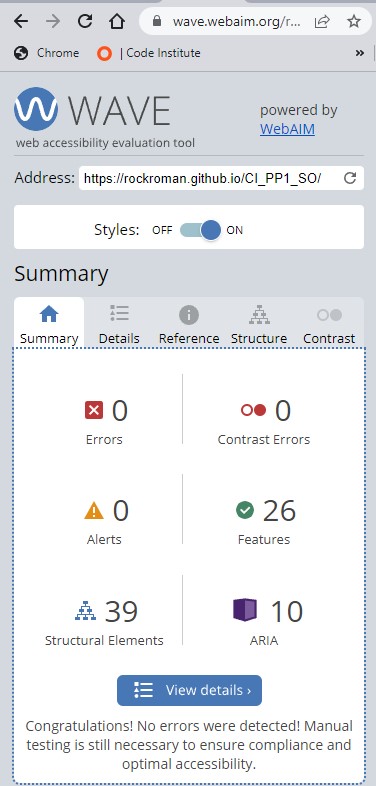 wave.webaim.org/r...
Chrome | Code Institute »
WAVE
web accessibility evaluation tool
powered by
WebAIM
Address: https://rockroman.github.io/CI_PP1_SO/
Styles: OFF ON
Summary
Summary Details Reference Structure Contrast
0 0
Errors Contrast Errors
0 26
Alerts Features
39 10
Structural Elements ARIA
View details ›
Congratulations! No errors were detected! Manual
testing is still necessary to ensure compliance and
optimal accessibility.